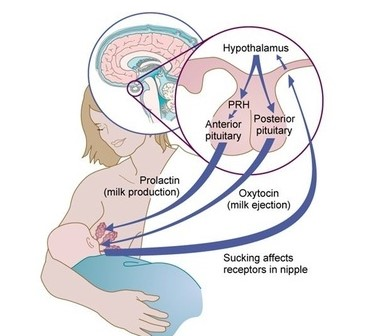 Hypothalamus
PRH
Anterior
pituitary
Posterior
pituitary
Prolactin
(milk production)
Oxytocin
(milk ejection)
Sucking affects
receptors in nipple